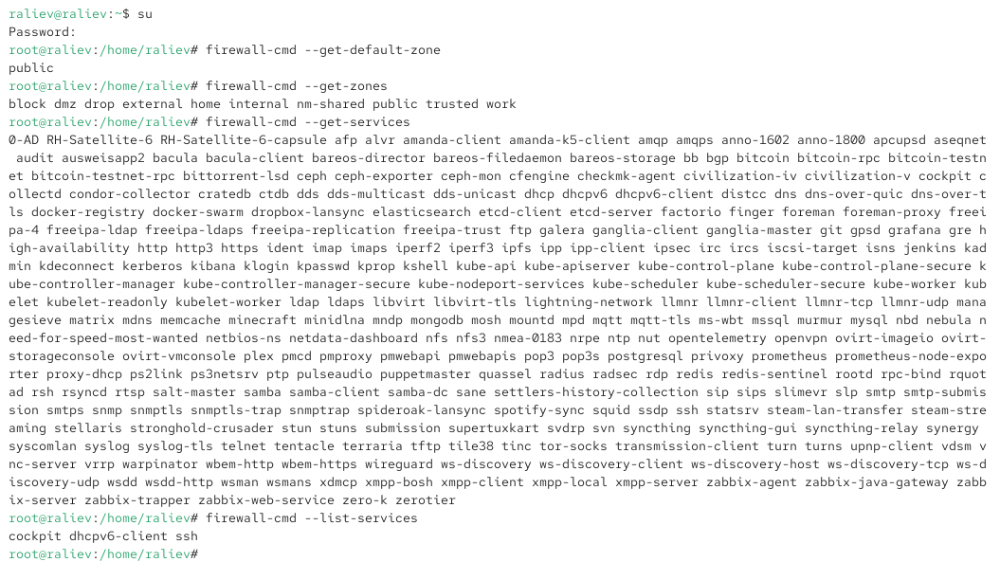 raliev@raliev:~$ su
Password:
root@raliev:/home/raliev# firewall-cmd --get-default-zone
public
root@raliev:/home/raliev# firewall-cmd --get-zones
block dmz drop external home internal nm-shared public trusted work
root@raliev:/home/raliev# firewall-cmd --get-services
0-AD RH-Satellite-6 RH-Satellite-6-capsule afp alvr amanda-client amanda-k5-client amqp amqps anno-1602 anno-1800 apcupsd aseqnet
 audit ausweisapp2 bacula bacula-client bareos-director bareos-filedaemon bareos-storage bb bgp bitcoin bitcoin-rpc bitcoin-testn
et bitcoin-testnet-rpc bittorrent-lsd ceph ceph-exporter ceph-mon cfengine checkmk-agent civilization-iv civilization-v cockpit c
ollectd condor-collector cratedb ctdb dds dds-multicast dds-unicast dhcp dhcpv6 dhcpv6-client distcc dns dns-over-quic dns-over-t
ls docker-registry docker-swarm dropbox-lansync elasticsearch etcd-client etcd-server factorio finger foreman foreman-proxy freei
pa-4 freeipa-ldap freeipa-ldaps freeipa-replication freeipa-trust ftp galera ganglia-client ganglia-master git gpsd grafana gre h
igh-availability http http3 https ident imap imaps iperf2 iperf3 ipfs ipp ipp-client ipsec irc ircs iscsi-target isns jenkins kad
min kdeconnect kerberos kibana klogin kpasswd kprop kshell kube-api kube-apiserver kube-control-plane kube-control-plane-secure k
ube-controller-manager kube-controller-manager-secure kube-nodeport-services kube-scheduler kube-scheduler-secure kube-worker kub
elet kubelet-readonly kubelet-worker ldap ldaps libvirt libvirt-tls lightning-network llmnr llmnr-client llmnr-tcp llmnr-udp mana
gesieve matrix mdns memcache minecraft minidlna mndp mongodb mosh mountd mpd mqtt mqtt-tls ms-wbt mssql murmur mysql nbd nebula n
eed-for-speed-most-wanted netbios-ns netdata-dashboard nfs nfs3 nmea-0183 nrpe ntp nut opentelemetry openvpn ovirt-imageio ovirt-
storageconsole ovirt-vmconsole plex pmcd pmproxy pmwebapi pmwebapis pop3 pop3s postgresql privoxy prometheus prometheus-node-expo
rter proxy-dhcp ps2link ps3netsrv ptp pulseaudio puppetmaster quassel radius radsec rdp redis redis-sentinel rootd rpc-bind rquot
ad rsh rsyncd rtsp salt-master samba samba-client samba-dc sane settlers-history-collection sip sips slimevr slp smtp smtp-submis
sion smtps snmp snmptls snmptls-trap snmptrap spideroak-lansync spotify-sync squid ssdp ssh statsrv steam-lan-transfer steam-stre
aming stellaris stronghold-crusader stun stuns submission supertuxkart svdrp svn syncthing syncthing-gui syncthing-relay synergy
syscomlan syslog syslog-tls telnet tentacle terraria tftp tile38 tinc tor-socks transmission-client turn turns upnp-client vdsm v
nc-server vrrp warpinator wbem-http wbem-https wireguard ws-discovery ws-discovery-client ws-discovery-host ws-discovery-tcp ws-d
iscovery-udp wsdd wsdd-http wsman wsmans xdmcp xmpp-bosh xmpp-client xmpp-local xmpp-server zabbix-agent zabbix-java-gateway zabb
ix-server zabbix-trapper zabbix-web-service zero-k zerotier
root@raliev:/home/raliev# firewall-cmd --list-services
cockpit dhcpv6-client ssh
root@raliev:/home/raliev#